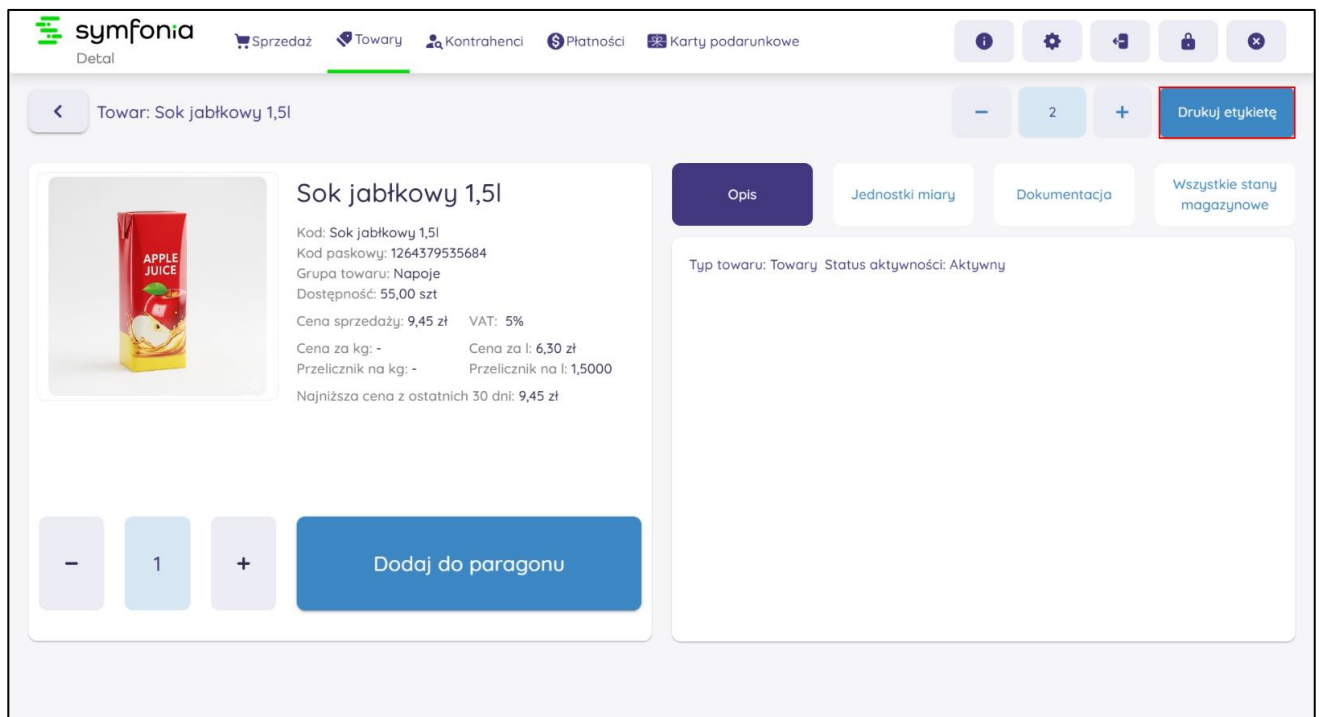 symfonia
Detal
Sprzedaż
Towary
Kontrahenci
Płatności
Karty podarunkowe
Towar: Sok jabłkowy 1,5l
2
Drukuj etykietę
APPLE
JUICE
Sok jabłkowy 1,5l
Kod: Sok jabłkowy 1,5l
Kod paskowy: 1264379535684
Grupa towaru: Napoje
Dostępność: 55,00 szt
Cena sprzedaży: 9,45 zł VAT: 5%
Cena za kg: - Cena za l: 6,30 zł
Przelicznik na kg: - Przelicznik na l: 1,5000
Najniższa cena z ostatnich 30 dni: 9,45 zł
1
Dodaj do paragonu
Opis
Jednostki miary
Dokumentacja
Wszystkie stany
magazynowe
Typ towaru: Towary Status aktywności: Aktywny